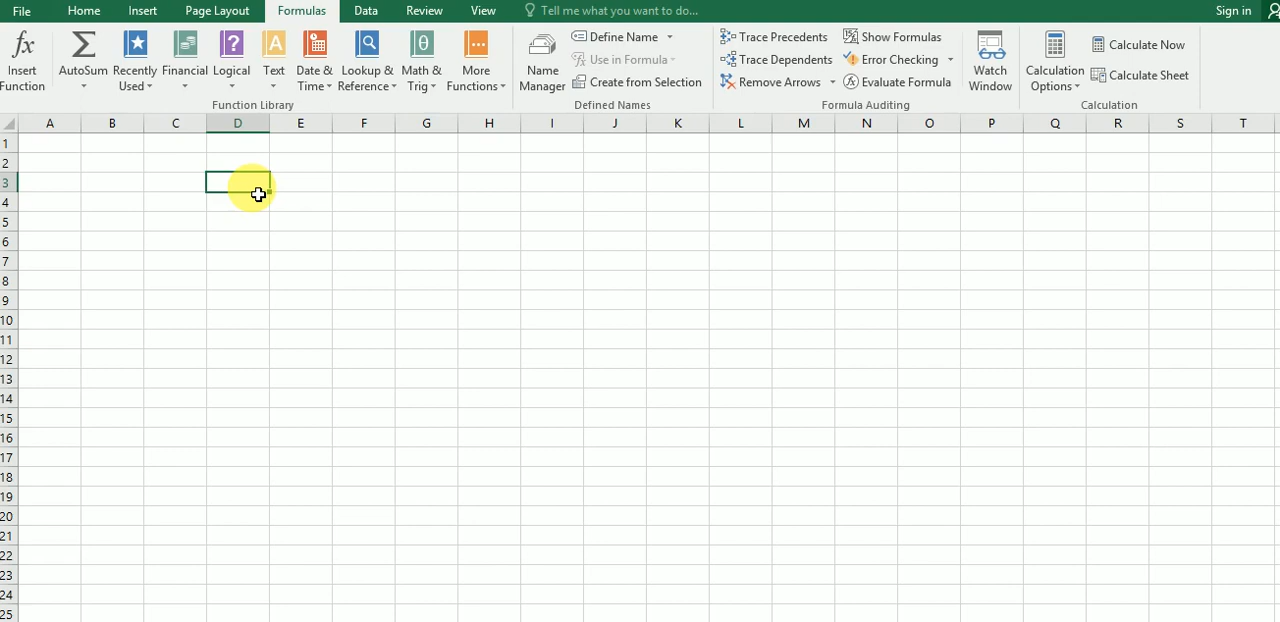 File Home Insert Page Layout Formulas Data Review View Tell me what you want to do... Sign in
Insert Function
AutoSum
Recently Used
Financial
Logical
Text
Date & Time
Lookup & Reference
Math & Trig
More Functions
Function Library
Name Manager
Define Name
Use in Formula
Create from Selection
Defined Names
Trace Precedents
Trace Dependents
Remove Arrows
Show Formulas
Error Checking
Evaluate Formula
Formula Auditing
Watch Window
Calculation Options
Calculate Now
Calculate Sheet
Calculation
A B C D E F G H I J K L M N O P Q R S T
1
2
3
4
5
6
7
8
9
10
11
12
13
14
15
16
17
18
19
20
21
22
23
24
25